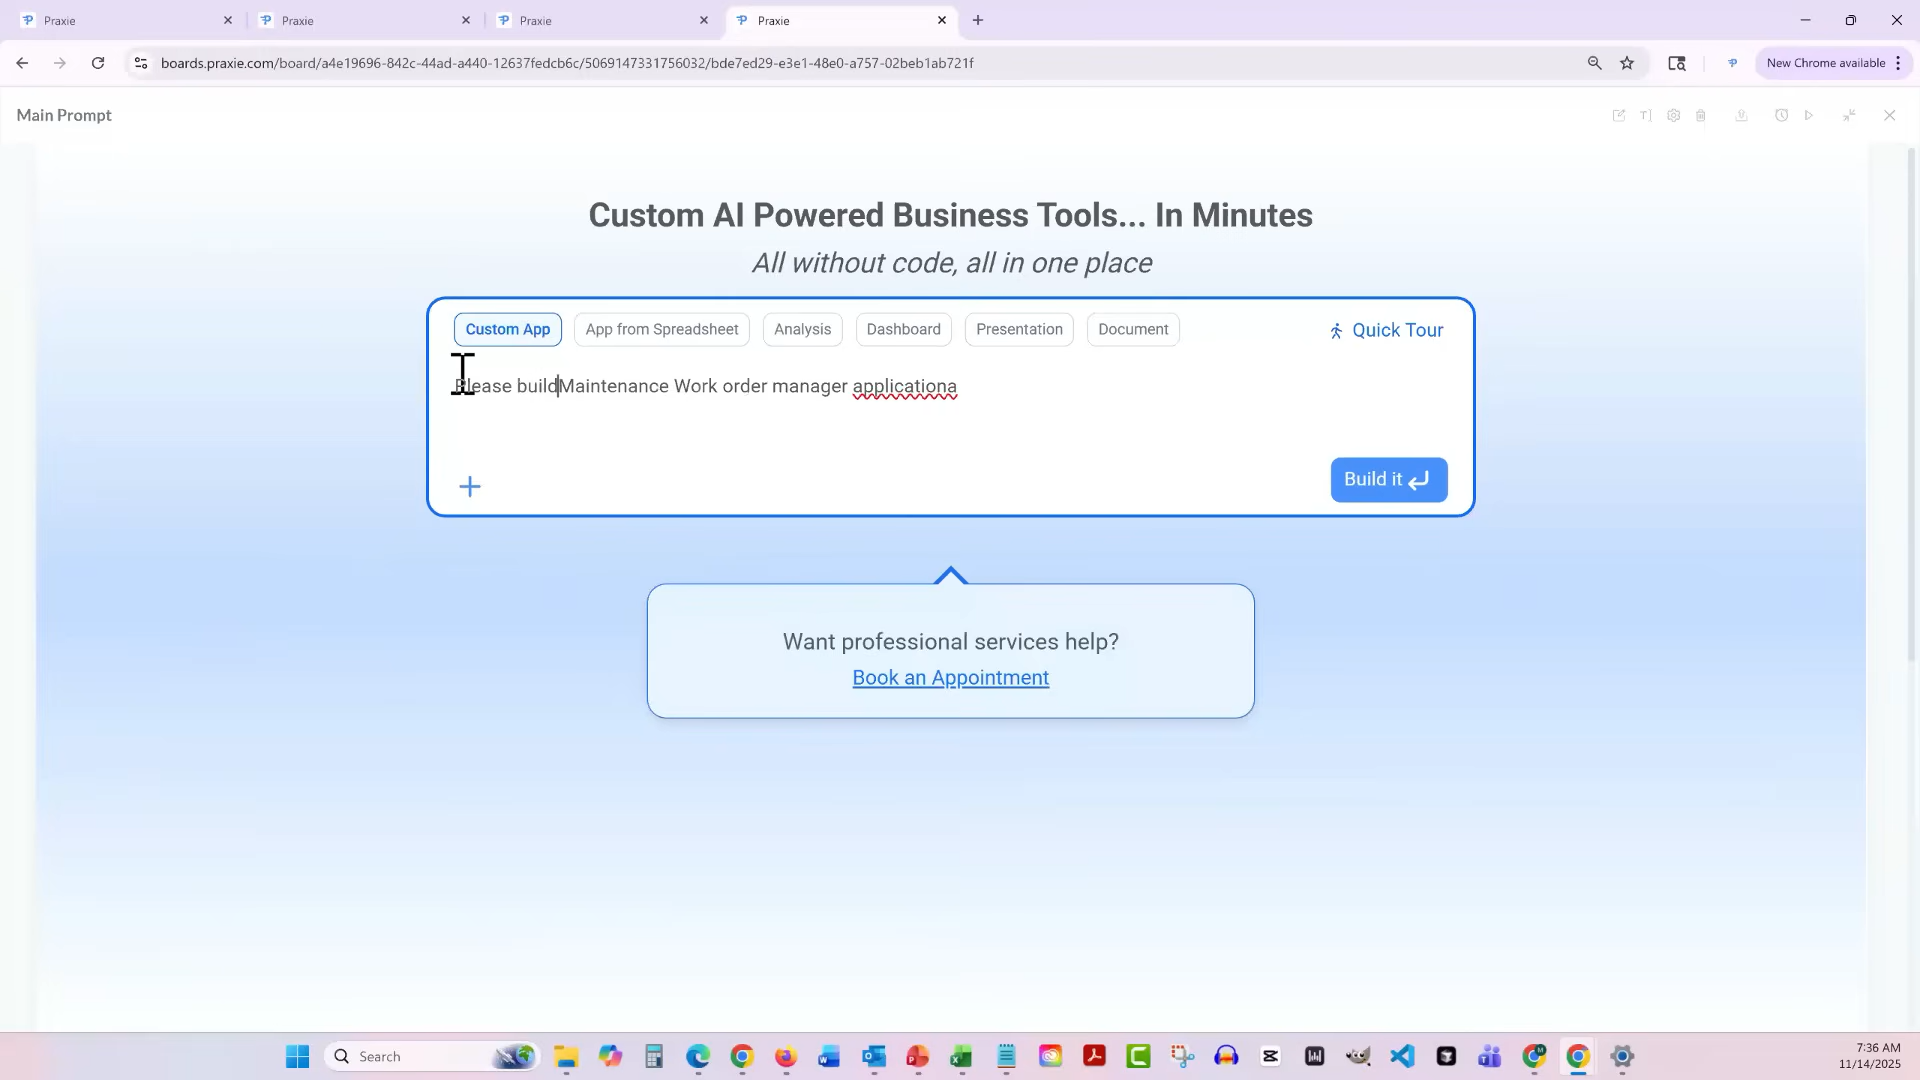 Praxie
Praxie
Praxie
Praxie
boards.praxie.com/board/a4e19696-842c-44ad-a440-12637fedcb6c/5069147331756032/bde7ed29-e3e1-48e0-a757-02beb1ab721f
New Chrome available
Main Prompt
Custom AI Powered Business Tools... In Minutes
All without code, all in one place
Custom App
App from Spreadsheet
Analysis
Dashboard
Presentation
Document
Quick Tour
Please buildMaintenance Work order manager applicationa
Build it
Want professional services help?
Book an Appointment
Search
7:36 AM
11/14/2025